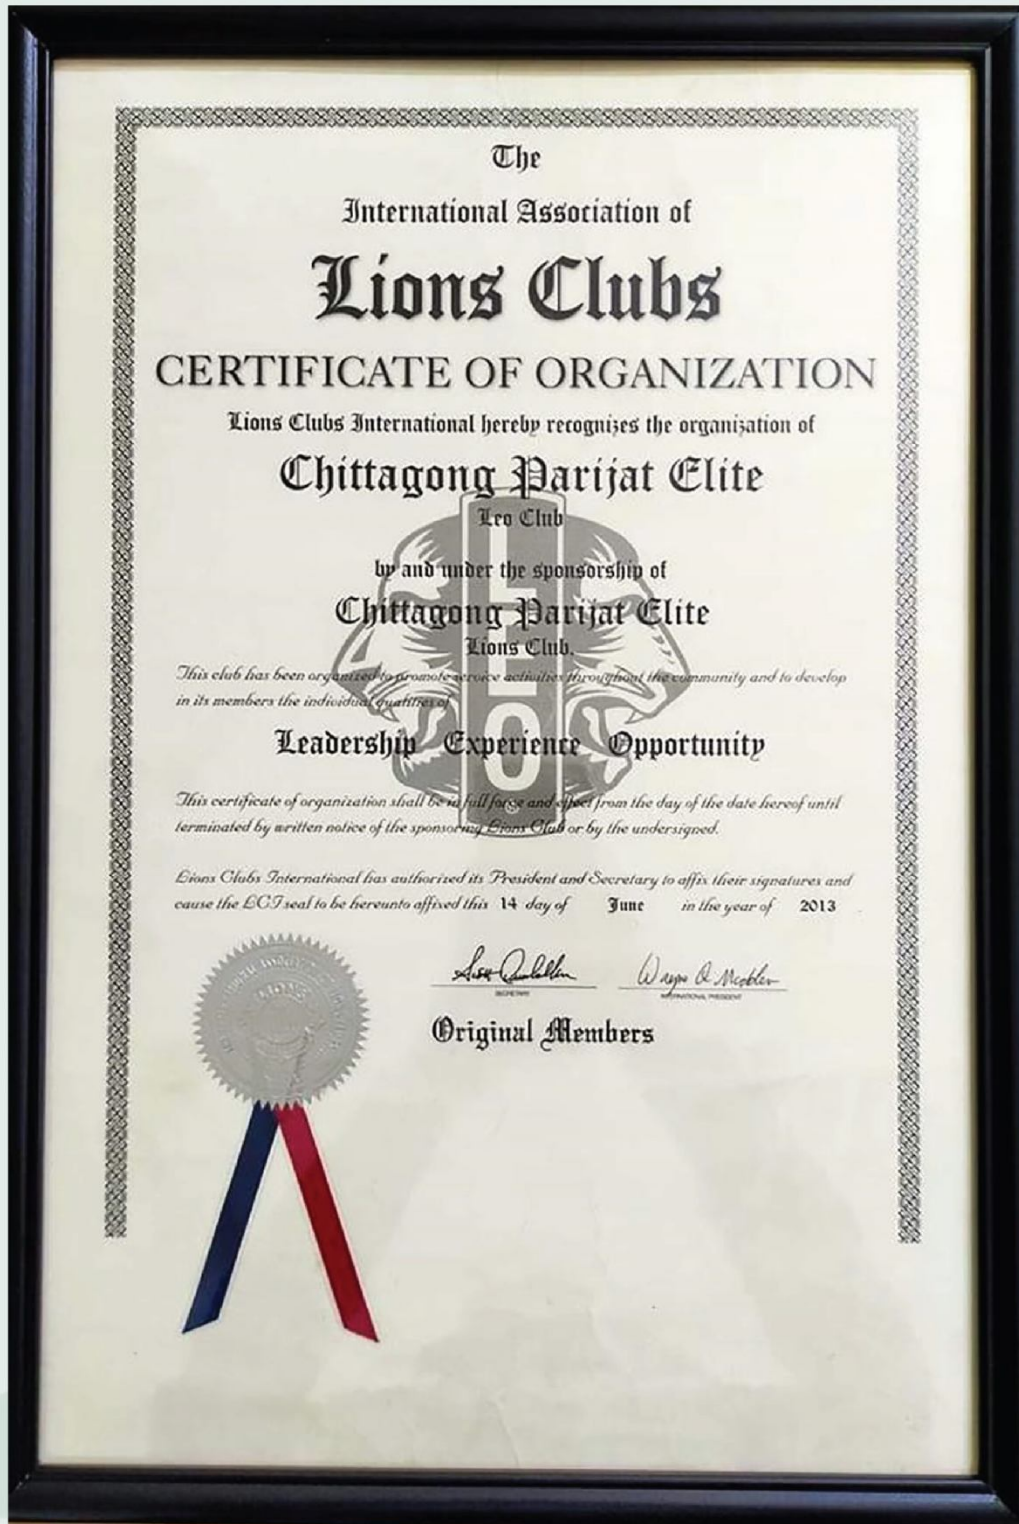 The
International Association of
Lions Clubs
CERTIFICATE OF ORGANIZATION
Lions Clubs International hereby recognizes the organization of
Chittagong Parijat Elite
Leo Club
by and under the sponsorship of
Chittagong Parijat Elite
Lions Club.
This club has been organized to promote service activities throughout the community and to develop
in its members the individual qualities of
Leadership Experience Opportunity
This certificate of organization shall be in full force and effect from the day of the date hereof until
terminated by written notice of the sponsoring Lions Club or by the undersigned.
Lions Clubs International has authorized its President and Secretary to affix their signatures and
cause the LCI seal to be hereunto affixed this 14 day of June in the year of 2013
SECRETARY
INTERNATIONAL PRESIDENT
Original Members
LIONS
LEO